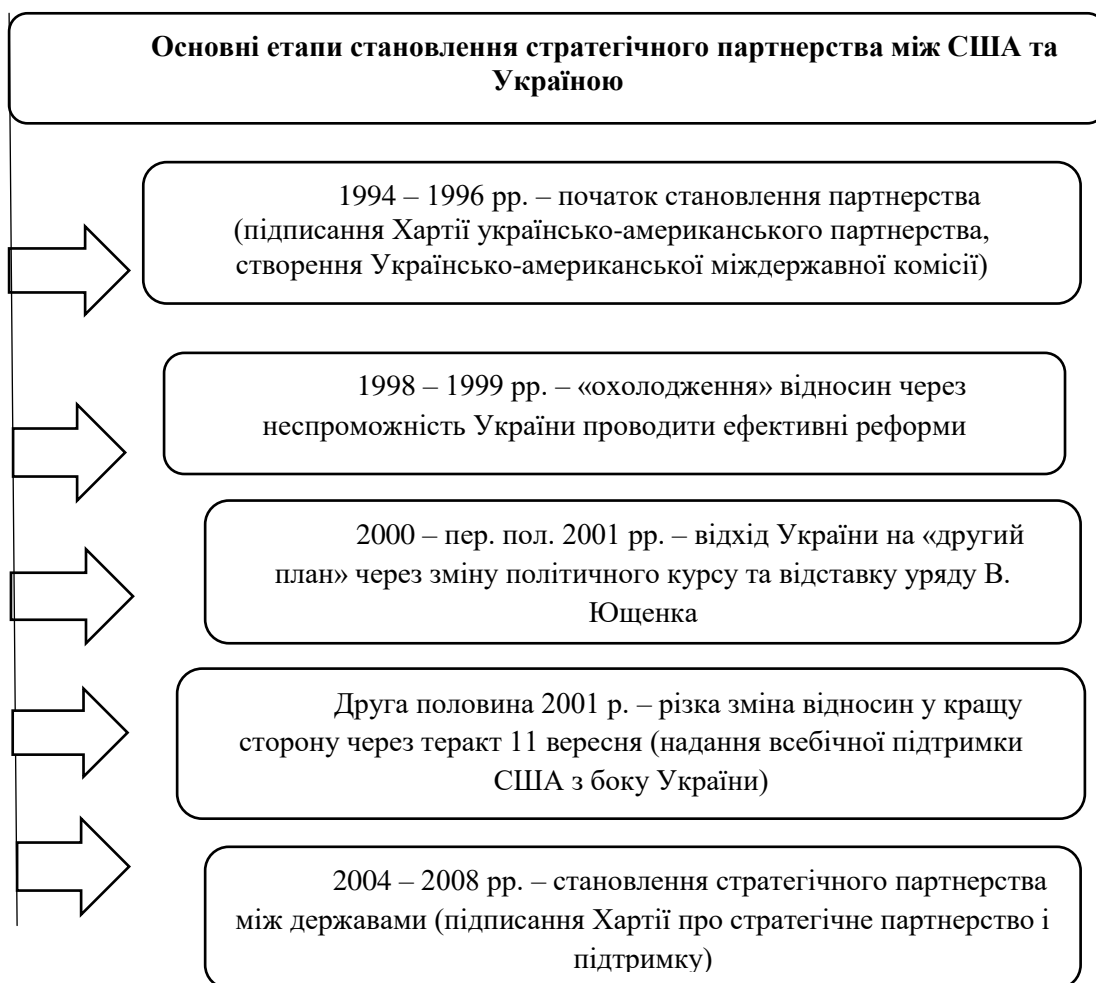 Основні етапи становлення стратегічного партнерства між США та
Україною
1994 – 1996 рр. – початок становлення партнерства
(підписання Хартії українсько-американського партнерства,
створення Українсько-американської міждержавної комісії)
1998 – 1999 рр. – «охолодження» відносин через
неспроможність України проводити ефективні реформи
2000 – пер. пол. 2001 рр. – відхід України на «другий
план» через зміну політичного курсу та відставку уряду В.
Ющенка
Друга половина 2001 р. – різка зміна відносин у кращу
сторону через теракт 11 вересня (надання всебічної підтримки
США з боку України)
2004 – 2008 рр. – становлення стратегічного партнерства
між державами (підписання Хартії про стратегічне партнерство і
підтримку)